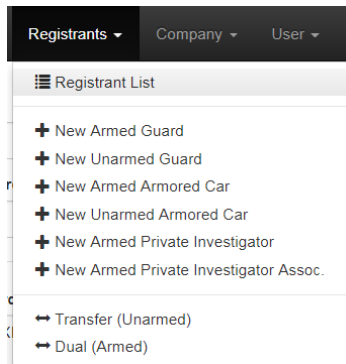 Registrants Company User
Registrant List
New Armed Guard
New Unarmed Guard
New Armed Armored Car
New Unarmed Armored Car
New Armed Private Investigator
New Armed Private Investigator Assoc.
Transfer (Unarmed)
Dual (Armed)